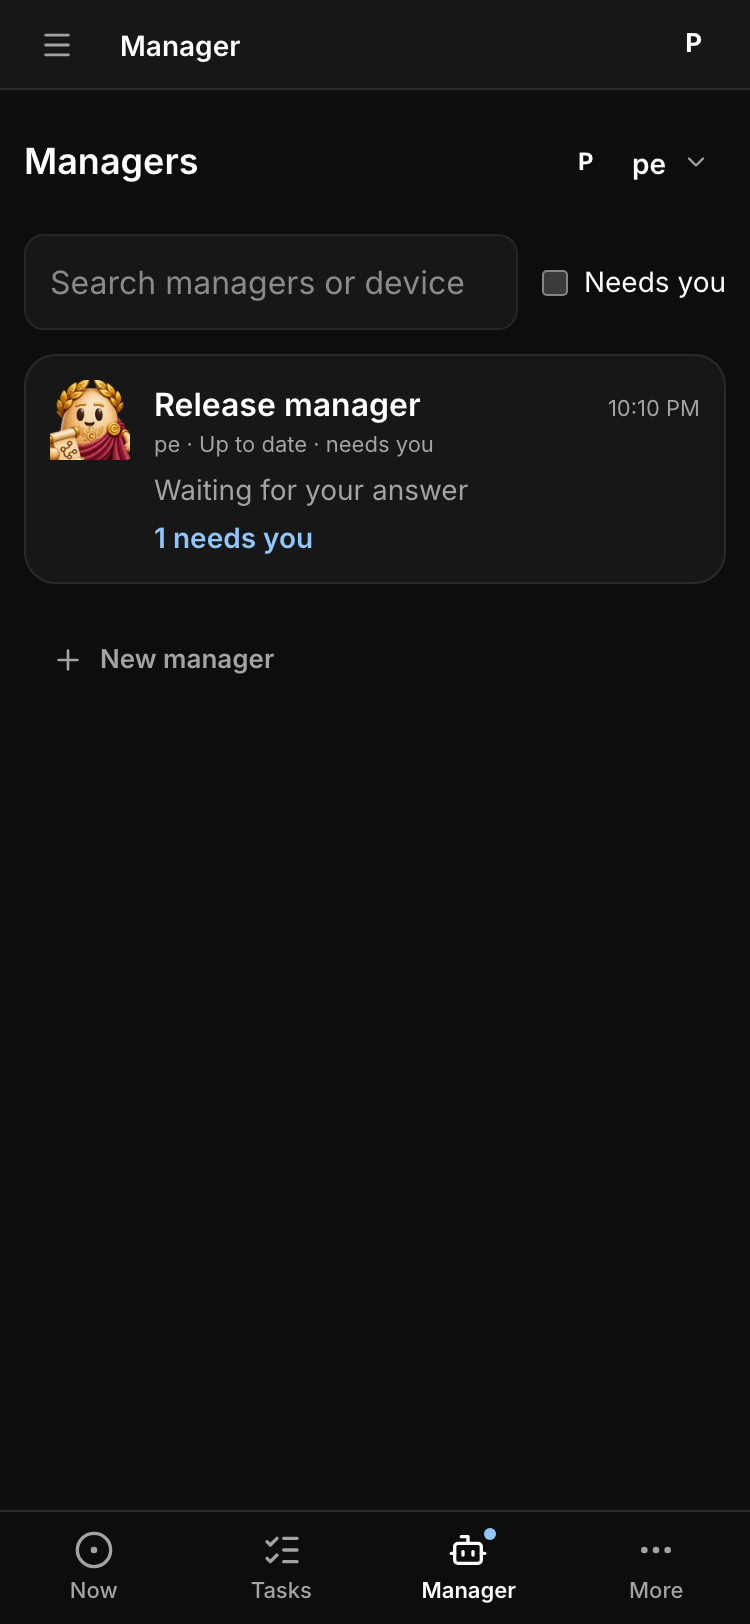 Manager
P
Managers
P pe
Search managers or device
Needs you
Release manager
10:10 PM
pe · Up to date · needs you
Waiting for your answer
1 needs you
New manager
Now
Tasks
Manager
More